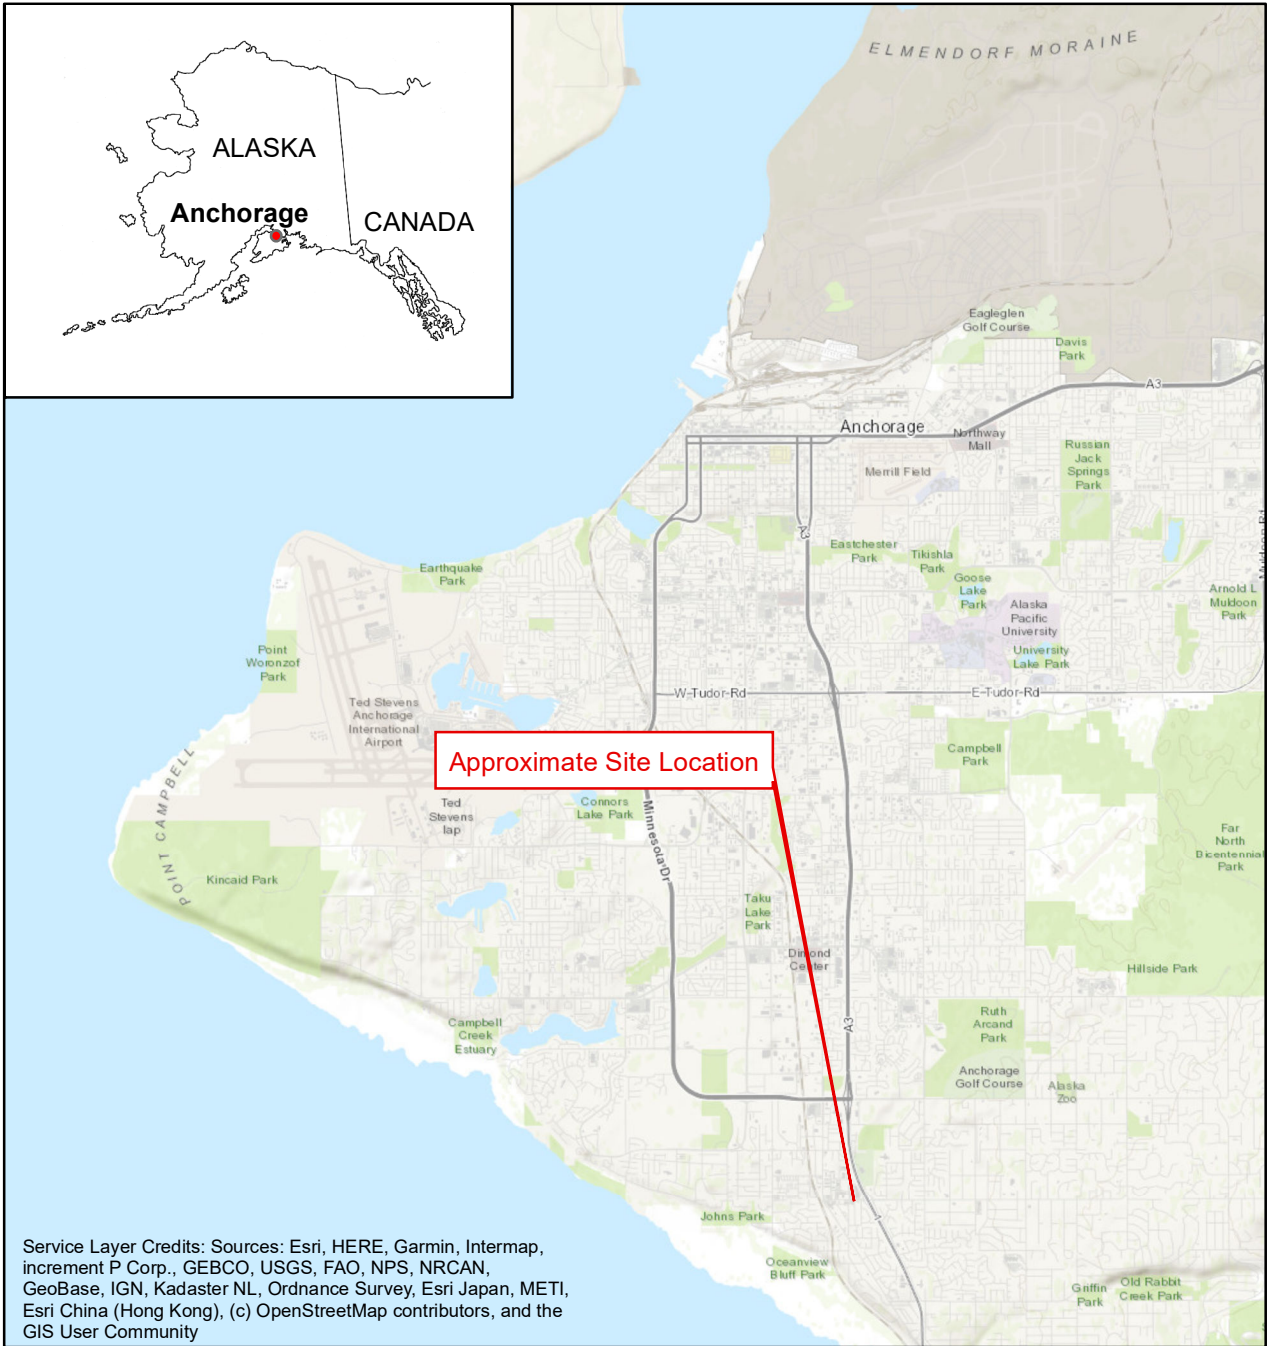 ALASKA
Anchorage
CANADA
ELMENDORF MORAINE
Eagleglen
Golf Course
Davis
Park
A3
Anchorage
Northway
Mall
Merrill Field
Russian
Jack
Springs
Park
A3
Eastchester
Park
Tikishla
Park
Goose
Lake
Park
Muldoon Rd
Earthquake
Park
Alaska
Pacific
University
Arnold L
Muldoon
Park
Point
Woronzof
Park
University
Lake Park
W Tudor Rd
E Tudor Rd
Ted Stevens
Anchorage
International
Airport
Approximate Site Location
Campbell
Park
POINT CAMPBELL
Ted
Stevens
Iap
Connors
Lake Park
Minnesota Dr
Far
North
Bicentennial
Park
Kincaid Park
Taku
Lake
Park
Dimond
Center
Hillside Park
Campbell
Creek
Estuary
A3
Ruth
Arcand
Park
Anchorage
Golf Course
Alaska
Zoo
Johns Park
1
Oceanview
Bluff Park
Griffin
Park
Old Rabbit
Creek Park
Service Layer Credits: Sources: Esri, HERE, Garmin, Intermap,
increment P Corp., GEBCO, USGS, FAO, NPS, NRCAN,
GeoBase, IGN, Kadaster NL, Ordnance Survey, Esri Japan, METI,
Esri China (Hong Kong), (c) OpenStreetMap contributors, and the
GIS User Community